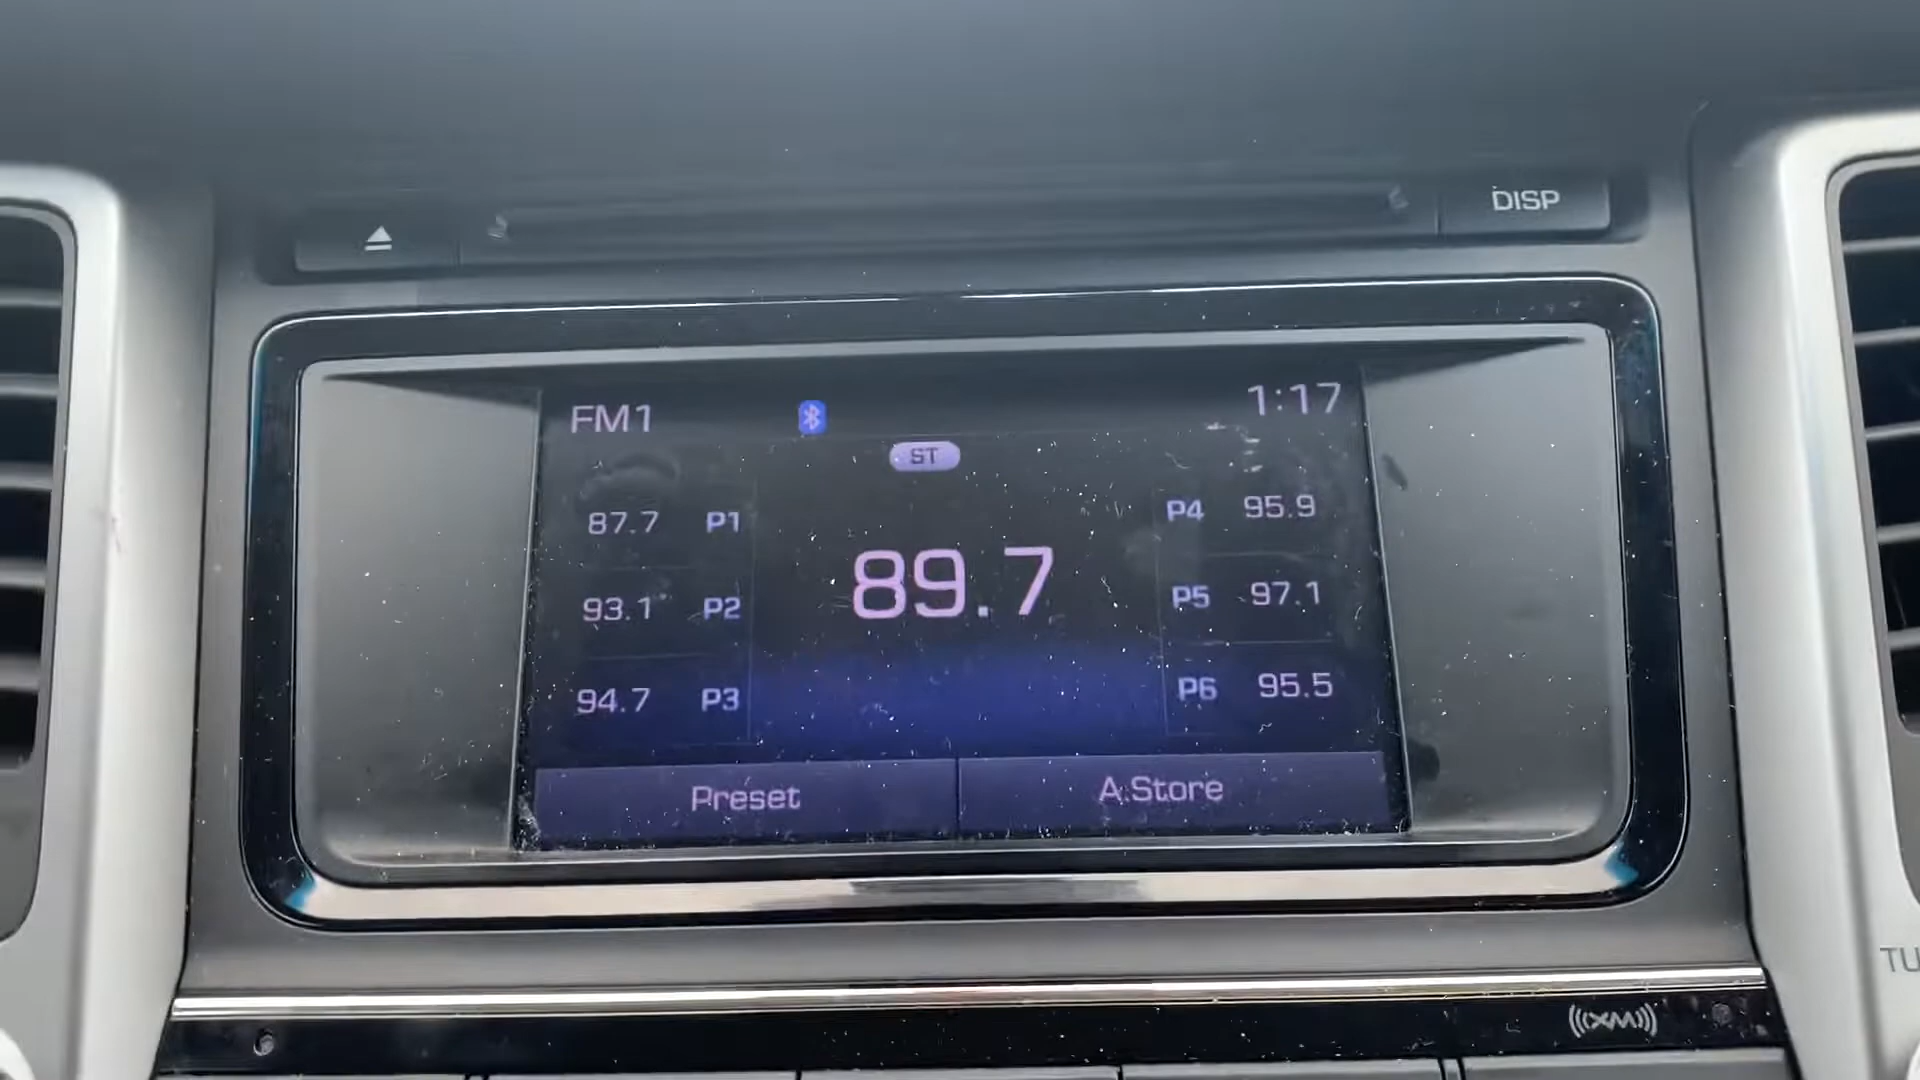 DISP
FM1
1:17
ST
87.7 P1
P4 95.9
89.7
93.1 P2
P5 97.1
94.7 P3
P6 95.5
Preset
A.Store
TU
XM